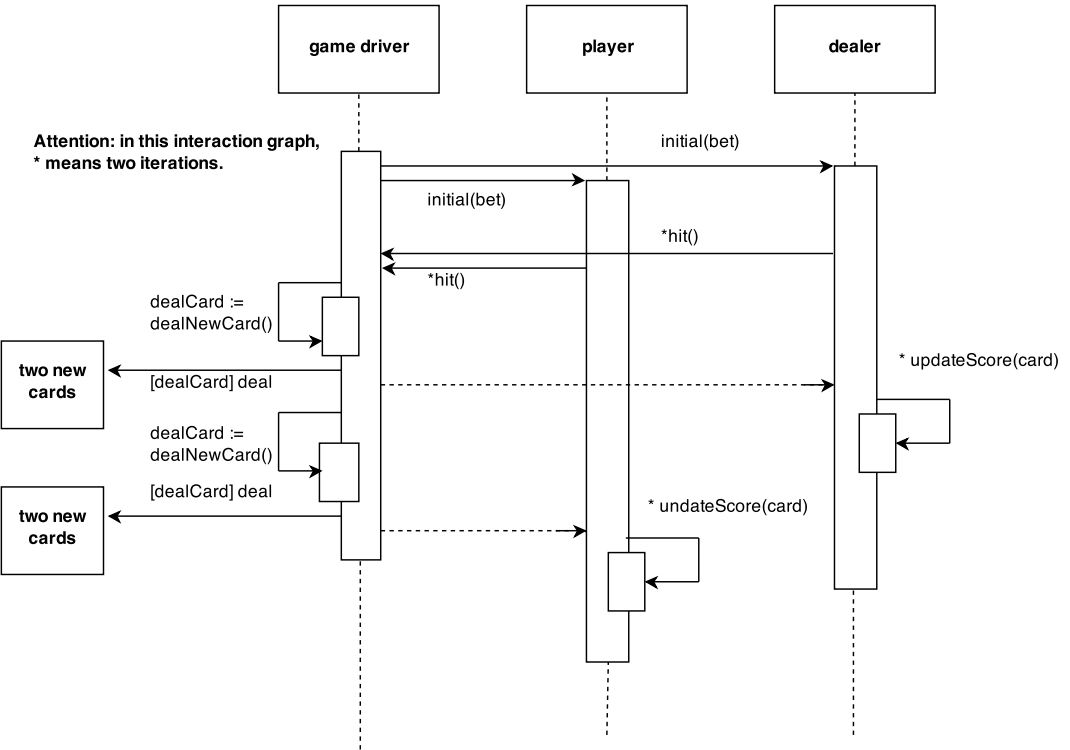 game driver
player
dealer
Attention: in this interaction graph,
* means two iterations.
initial(bet)
initial(bet)
*hit()
*hit()
dealCard :=
dealNewCard()
two new
cards
[dealCard] deal
* updateScore(card)
dealCard :=
dealNewCard()
[dealCard] deal
two new
cards
* undateScore(card)